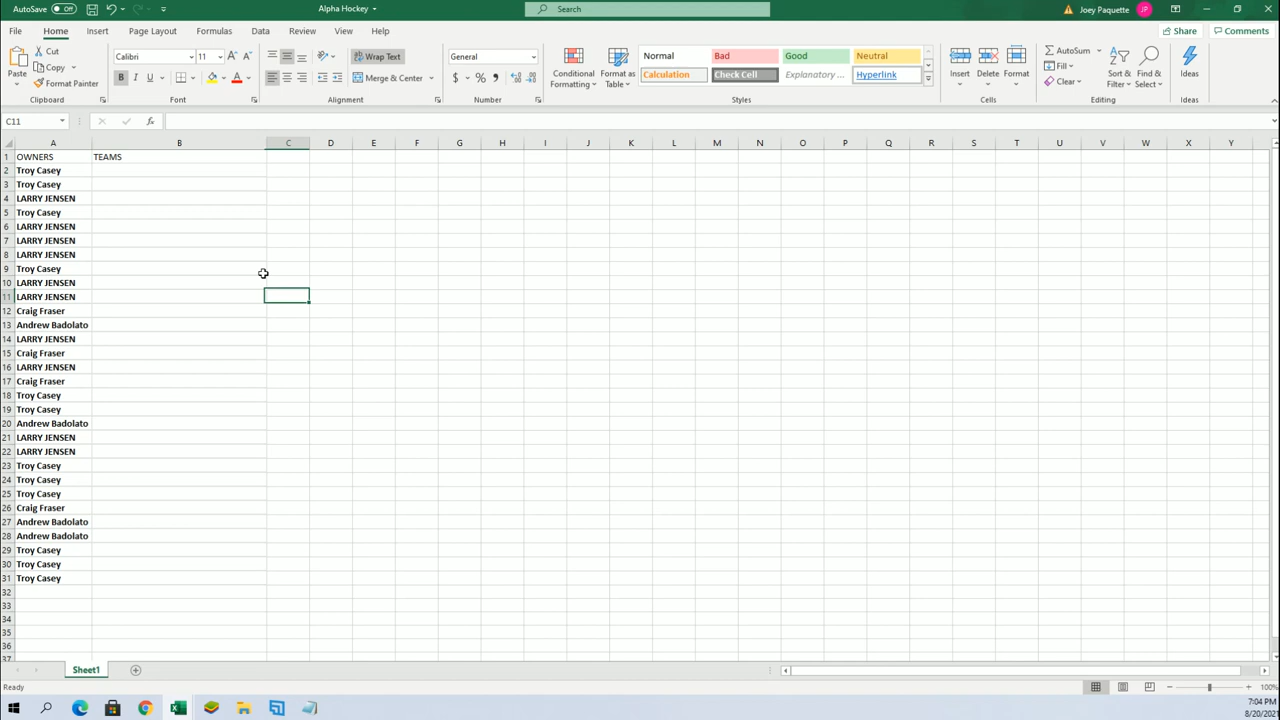 AutoSave Off Alpha Hockey Search Joey Paquette JP
File Home Insert Page Layout Formulas Data Review View Help Share Comments
Paste Cut Copy Format Painter Clipboard
Calibri 11 B I U A Font
Wrap Text Merge & Center Alignment
General $ % Number
Conditional Formatting Format as Table
Normal Bad Good Neutral
Calculation Check Cell Explanatory ... Hyperlink
Styles
Insert Delete Format Cells
AutoSum Fill Clear Sort & Filter Find & Select Editing
Ideas Ideas
C11 fx
A B C D E F G H I J K L M N O P Q R S T U V W X Y
1 OWNERS TEAMS
2 Troy Casey
3 Troy Casey
4 LARRY JENSEN
5 Troy Casey
6 LARRY JENSEN
7 LARRY JENSEN
8 LARRY JENSEN
9 Troy Casey
10 LARRY JENSEN
11 LARRY JENSEN
12 Craig Fraser
13 Andrew Badolato
14 LARRY JENSEN
15 Craig Fraser
16 LARRY JENSEN
17 Craig Fraser
18 Troy Casey
19 Troy Casey
20 Andrew Badolato
21 LARRY JENSEN
22 LARRY JENSEN
23 Troy Casey
24 Troy Casey
25 Troy Casey
26 Craig Fraser
27 Andrew Badolato
28 Andrew Badolato
29 Troy Casey
30 Troy Casey
31 Troy Casey
32
33
34
35
36
37
Sheet1
Ready 100%
7:04 PM
8/20/202